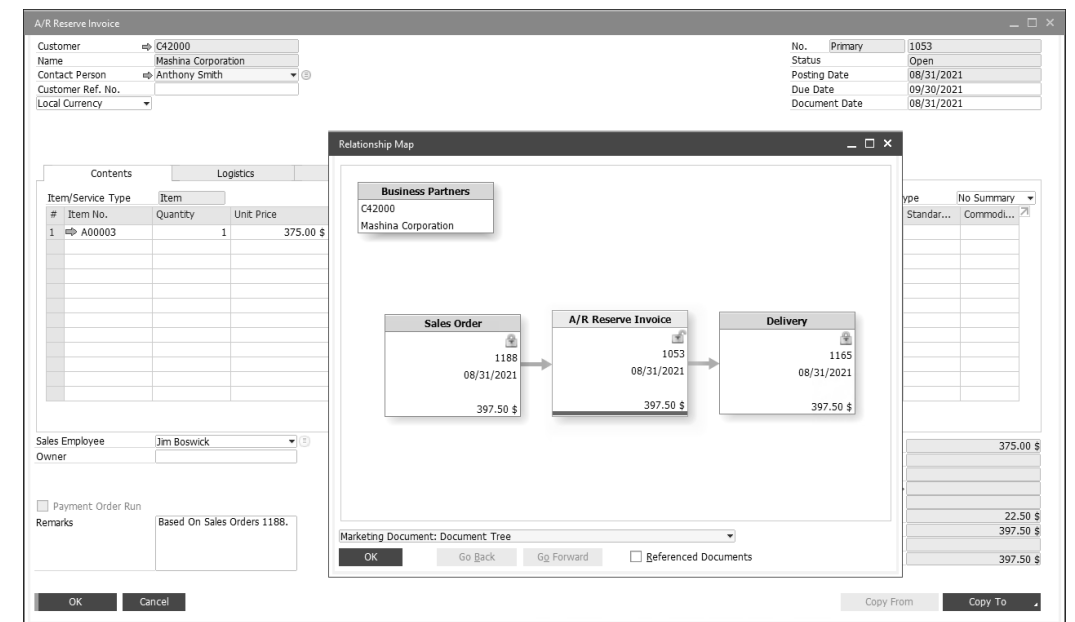 A/R Reserve Invoice
Customer C42000
Name Mashina Corporation
Contact Person Anthony Smith
Customer Ref. No.
Local Currency
No. Primary 1053
Status Open
Posting Date 08/31/2021
Due Date 09/30/2021
Document Date 08/31/2021
Contents Logistics
Item/Service Type Item
ype No Summary
# Item No. Quantity Unit Price Standar... Commodi...
1 A00003 1 375.00 $
Relationship Map
Business Partners
C42000
Mashina Corporation
Sales Order
1188
08/31/2021
397.50 $
A/R Reserve Invoice
1053
08/31/2021
397.50 $
Delivery
1165
08/31/2021
397.50 $
Marketing Document: Document Tree
OK Go Back Go Forward Referenced Documents
Sales Employee Jim Boswick
Owner
Payment Order Run
Remarks Based On Sales Orders 1188.
375.00 $
22.50 $
397.50 $
397.50 $
OK Cancel Copy From Copy To